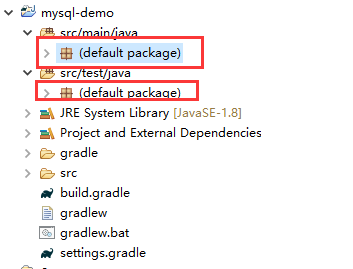 mysql-demo
src/main/java
(default package)
src/test/java
(default package)
JRE System Library [JavaSE-1.8]
Project and External Dependencies
gradle
src
build.gradle
gradlew
gradlew.bat
settings.gradle